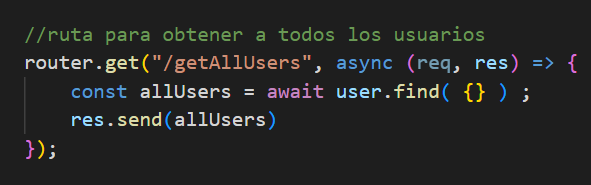 //ruta para obtener a todos los usuarios
router.get("/getAllUsers", async (req, res) => {
    const allUsers = await user.find( {} ) ;
    res.send(allUsers)
});